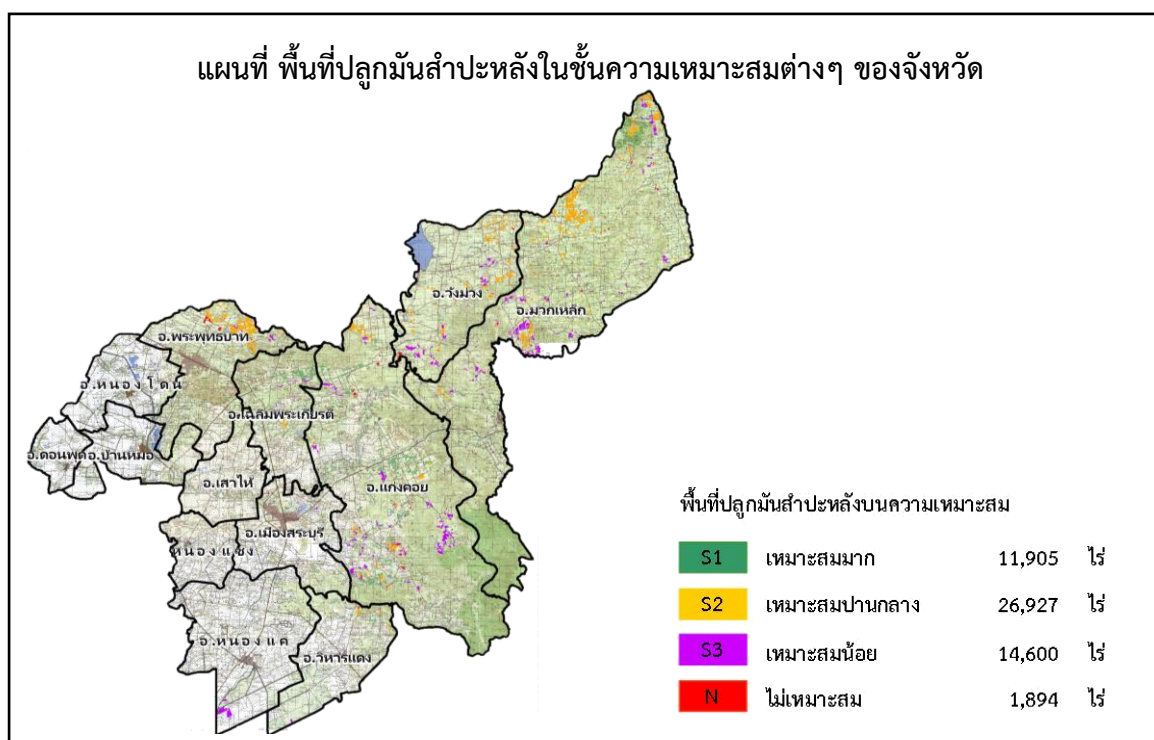 แผนที่ พื้นที่ปลูกมันสำปะหลังในชั้นความเหมาะสมต่างๆ ของจังหวัด
อ.วังม่วง
อ.มวกเหล็ก
อ.พระพุทธบาท
อ.หนองโดน
อ.เฉลิมพระเกียรติ
อ.ดอนพุด
อ.บ้านหมอ
อ.เสาไห้
อ.แก่งคอย
อ.เมืองสระบุรี
หนองแซง
อ.หนองแค
อ.วิหารแดง
พื้นที่ปลูกมันสำปะหลังบนความเหมาะสม
S1 เหมาะสมมาก 11,905 ไร่
S2 เหมาะสมปานกลาง 26,927 ไร่
S3 เหมาะสมน้อย 14,600 ไร่
N ไม่เหมาะสม 1,894 ไร่